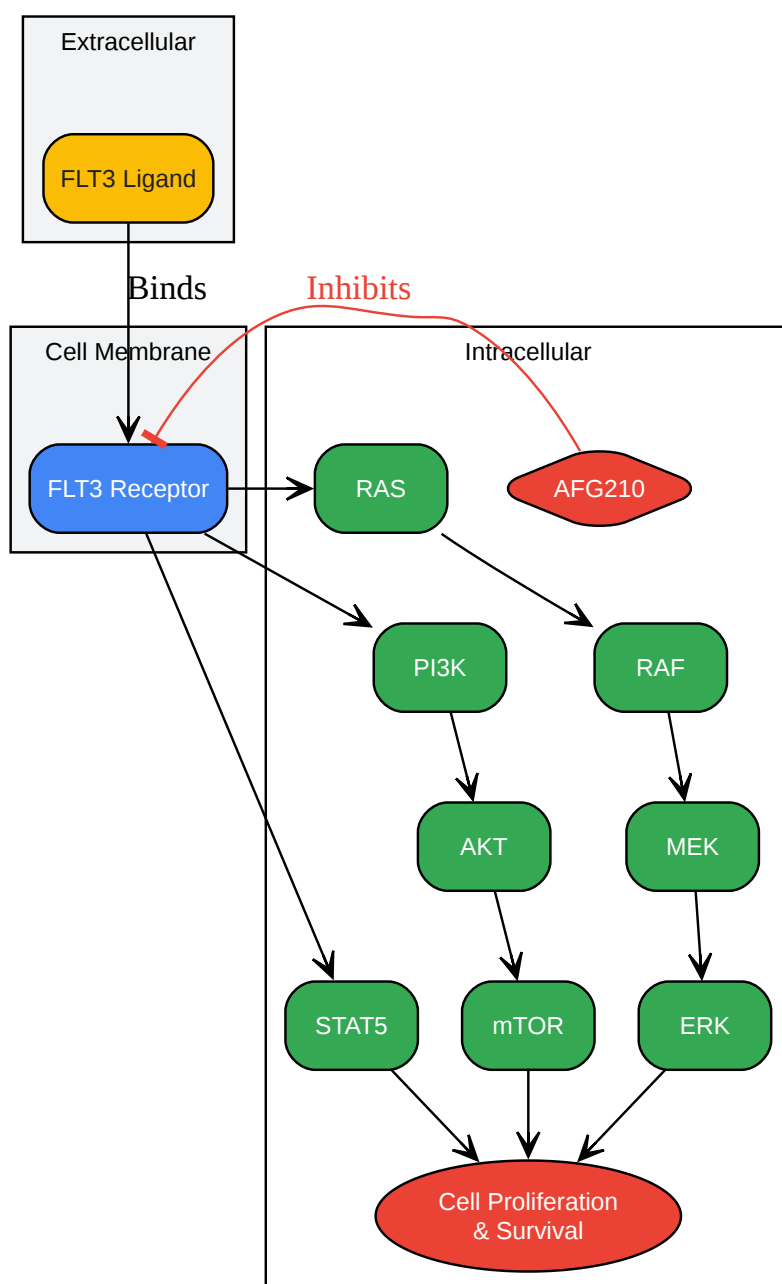 Extracellular
FLT3 Ligand
Binds
Inhibits
Cell Membrane
Intracellular
FLT3 Receptor
RAS
AFG210
PI3K
RAF
AKT
MEK
STAT5
mTOR
ERK
Cell Proliferation
& Survival